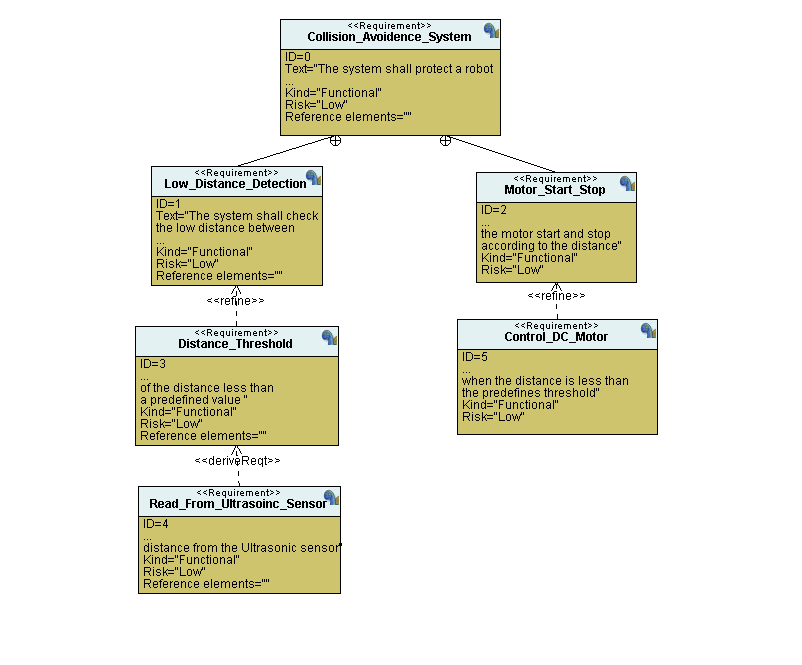 <<Requirement>>
Collision_Avoidence_System
ID=0
Text="The system shall protect a robot
...
Kind="Functional"
Risk="Low"
Reference elements=""
<<Requirement>>
Low_Distance_Detection
ID=1
Text="The system shall check
the low distance between
...
Kind="Functional"
Risk="Low"
Reference elements=""
<<Requirement>>
Motor_Start_Stop
ID=2
...
the motor start and stop
according to the distance"
Kind="Functional"
Risk="Low"
<<refine>>
<<refine>>
<<Requirement>>
Distance_Threshold
ID=3
...
of the distance less than
a predefined value "
Kind="Functional"
Risk="Low"
Reference elements=""
<<Requirement>>
Control_DC_Motor
ID=5
...
when the distance is less than
the predefines threshold"
Kind="Functional"
Risk="Low"
<<deriveReqt>>
<<Requirement>>
Read_From_Ultrasoinc_Sensor
ID=4
...
distance from the Ultrasonic sensor"
Kind="Functional"
Risk="Low"
Reference elements=""